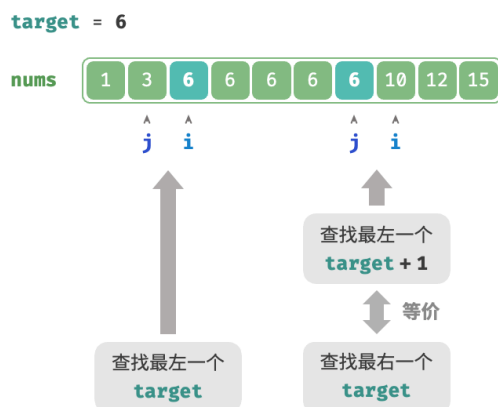 target = 6
nums 1 3 6 6 6 6 6 10 12 15
j i j i
查找最左一个
target + 1
等价
查找最左一个
target
查找最右一个
target